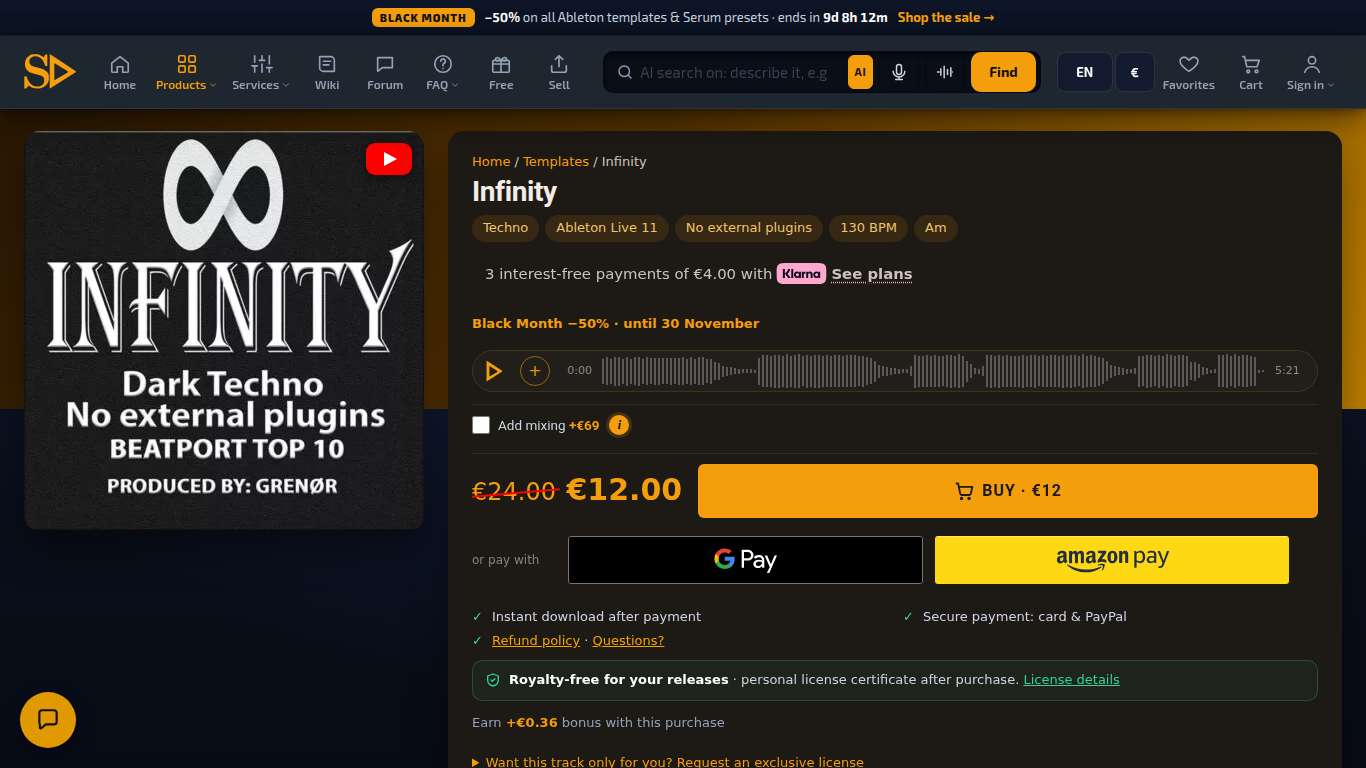 BLACK MONTH −50% on all Ableton templates & Serum presets · ends in 9d 8h 12m Shop the sale →
SD
Home Products Services Wiki Forum FAQ Free Sell
AI search on: describe it, e.g AI Find
EN € Favorites Cart Sign in
INFINITY
Dark Techno
No external plugins
BEATPORT TOP 10
PRODUCED BY: GRENØR
Home / Templates / Infinity
Infinity
Techno Ableton Live 11 No external plugins 130 BPM Am
3 interest-free payments of €4.00 with Klarna See plans
Black Month −50% · until 30 November
0:00 5:21
Add mixing +€69 i
€24.00 €12.00 BUY · €12
or pay with G Pay amazon pay
✓ Instant download after payment ✓ Secure payment: card & PayPal
✓ Refund policy · Questions?
Royalty-free for your releases · personal license certificate after purchase. License details
Earn +€0.36 bonus with this purchase
Want this track only for you? Request an exclusive license